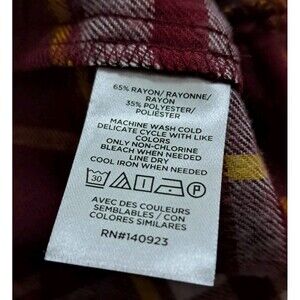 65% RAYON/ RAYONNE/
RAYON
35% POLYESTER/
POLIESTER
MACHINE WASH COLD
DELICATE CYCLE WITH LIKE
COLORS
ONLY NON-CHLORINE
BLEACH WHEN NEEDED
LINE DRY
COOL IRON WHEN NEEDED
30 P
AVEC DES COULEURS
SEMBLABLES / CON
COLORES SIMILARES
RN#140923